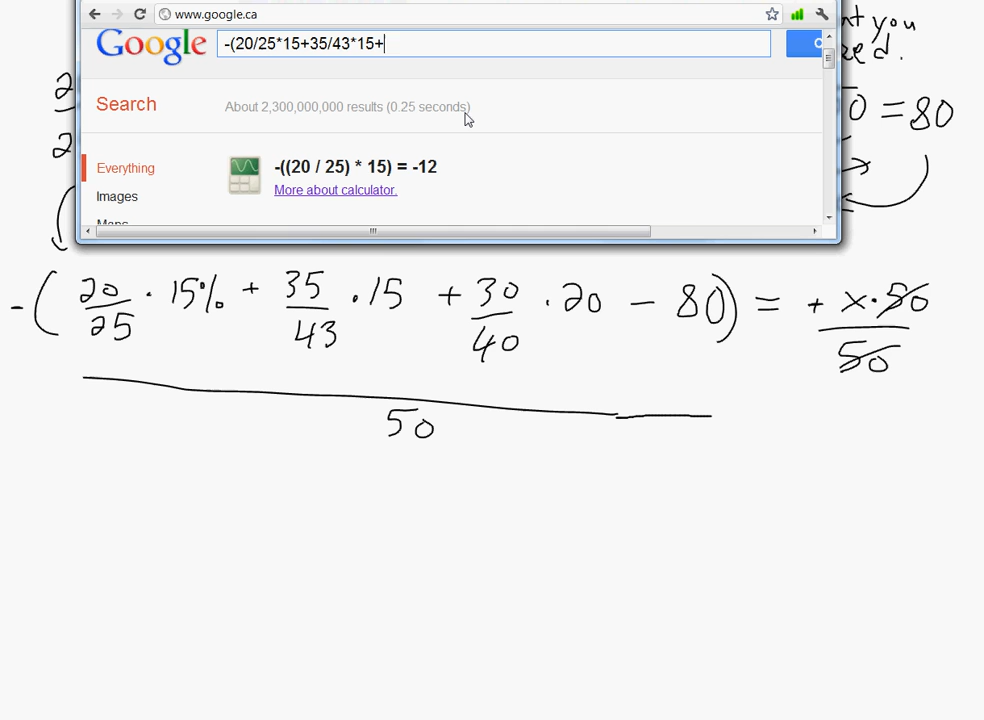 www.google.ca
Google -(20/25*15+35/43*15+
Search About 2,300,000,000 results (0.25 seconds)
Everything -((20 / 25) * 15) = -12
More about calculator.
Images
Maps
you
= 80
-( 20/25 · 15% + 35/43 · 15 + 30/40 · 20 - 80) = + x · 50
50
50